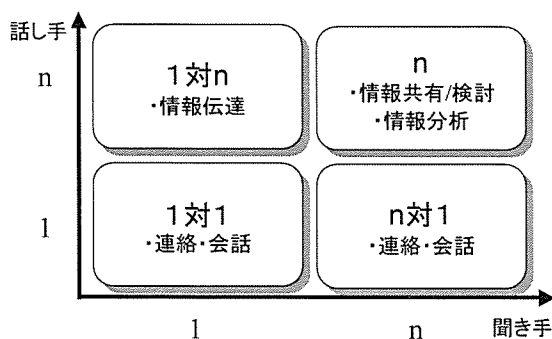 話し手
n
1対n
・情報伝達
n
・情報共有/検討
・情報分析
1
1対1
・連絡・会話
n対1
・連絡・会話
1
n
聞き手